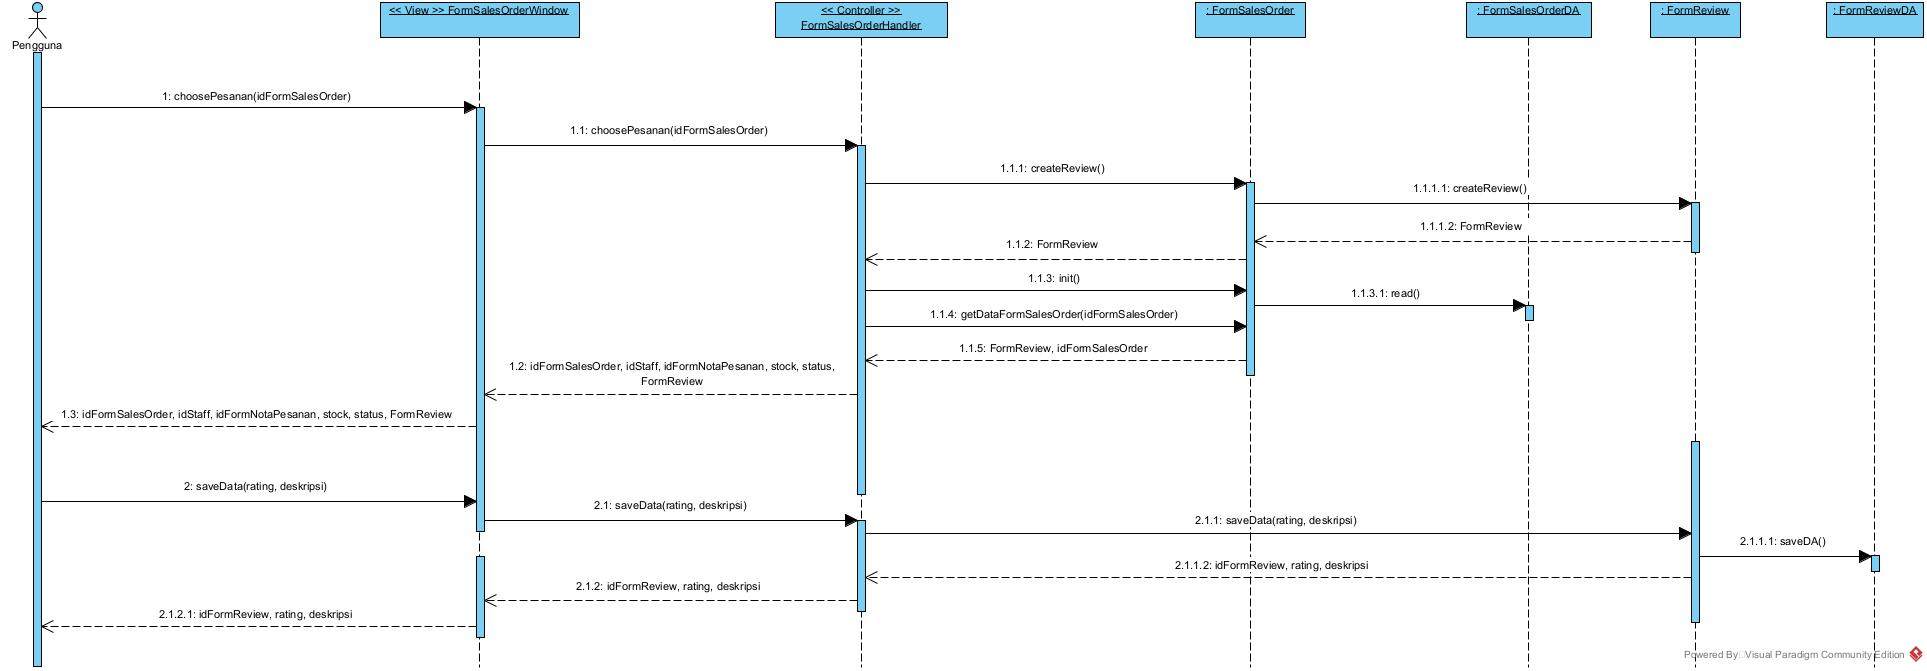 << View >> FormSalesOrderWindow
<< Controller >>
FormSalesOrderHandler
: FormSalesOrder
: FormSalesOrderDA
: FormReview
: FormReviewDA
Pengguna
1: choosePesanan(idFormSalesOrder)
1.1: choosePesanan(idFormSalesOrder)
1.1.1: createReview()
1.1.1.1: createReview()
1.1.1.2: FormReview
1.1.2: FormReview
1.1.3: init()
1.1.3.1: read()
1.1.4: getDataFormSalesOrder(idFormSalesOrder)
1.1.5: FormReview, idFormSalesOrder
1.2: idFormSalesOrder, idStaff, idFormNotaPesanan, stock, status,
FormReview
1.3: idFormSalesOrder, idStaff, idFormNotaPesanan, stock, status, FormReview
2: saveData(rating, deskripsi)
2.1: saveData(rating, deskripsi)
2.1.1: saveData(rating, deskripsi)
2.1.1.1: saveDA()
2.1.1.2: idFormReview, rating, deskripsi
2.1.2: idFormReview, rating, deskripsi
2.1.2.1: idFormReview, rating, deskripsi
Powered By Visual Paradigm Community Edition